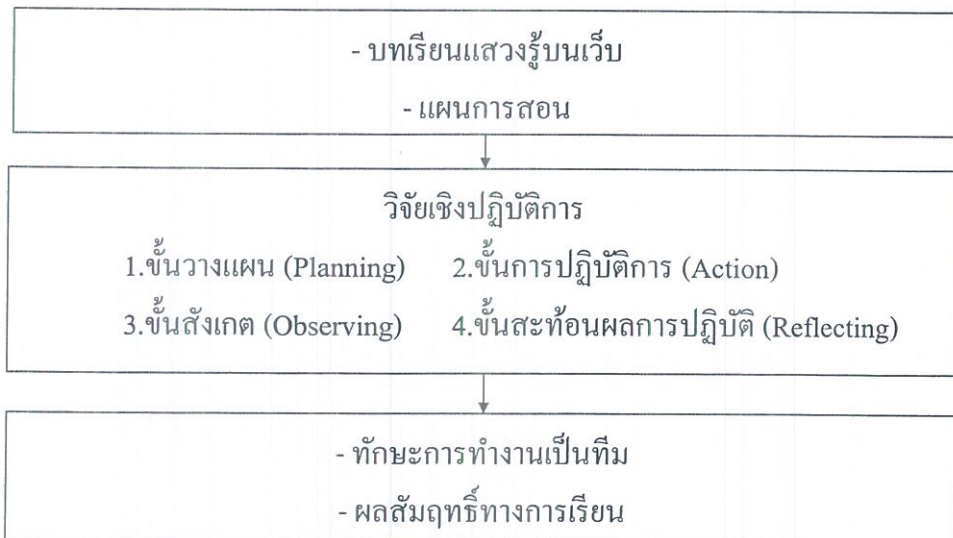 - บทเรียนแสวงรู้บนเว็บ
- แผนการสอน
วิจัยเชิงปฏิบัติการ
1.ขั้นวางแผน (Planning) 2.ขั้นการปฏิบัติการ (Action)
3.ขั้นสังเกต (Observing) 4.ขั้นสะท้อนผลการปฏิบัติ (Reflecting)
- ทักษะการทำงานเป็นทีม
- ผลสัมฤทธิ์ทางการเรียน